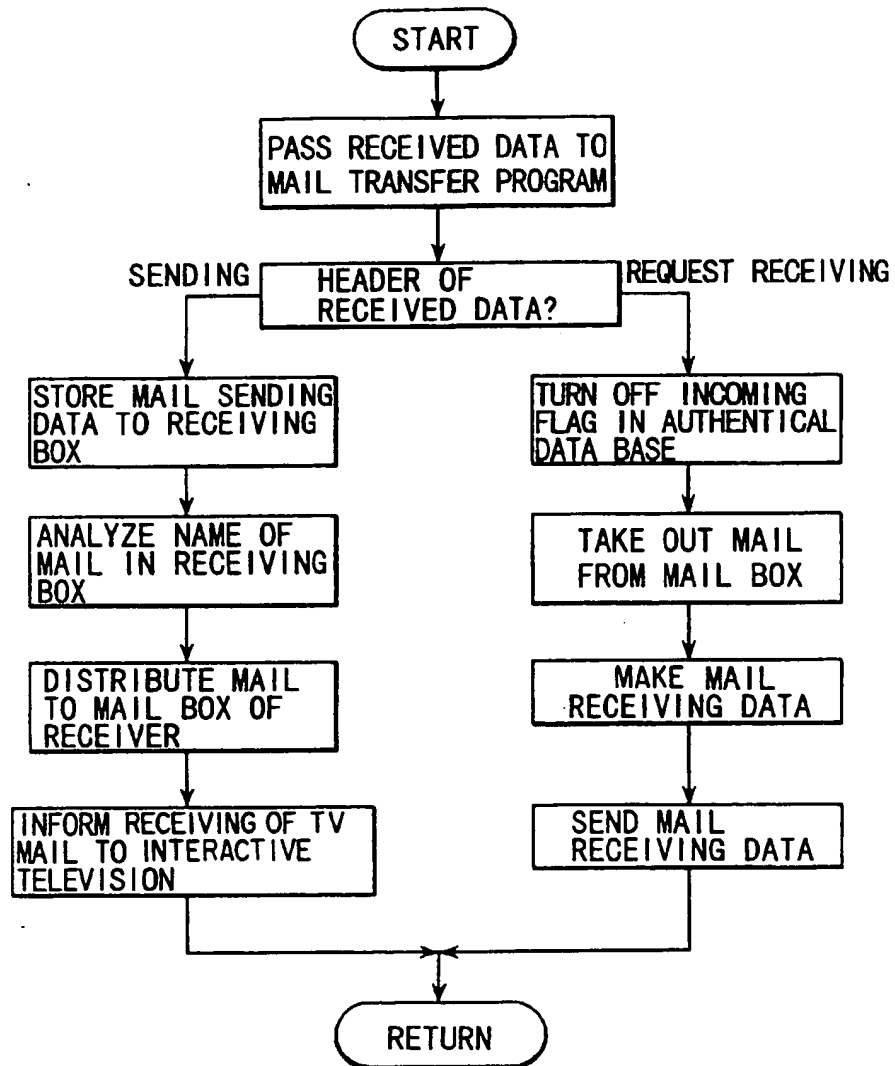 START
PASS RECEIVED DATA TO
MAIL TRANSFER PROGRAM
SENDING
HEADER OF
RECEIVED DATA?
REQUEST RECEIVING
STORE MAIL SENDING
DATA TO RECEIVING
BOX
ANALYZE NAME OF
MAIL IN RECEIVING
BOX
DISTRIBUTE MAIL
TO MAIL BOX OF
RECEIVER
INFORM RECEIVING OF TV
MAIL TO INTERACTIVE
TELEVISION
TURN OFF INCOMING
FLAG IN AUTHENTICAL
DATA BASE
TAKE OUT MAIL
FROM MAIL BOX
MAKE MAIL
RECEIVING DATA
SEND MAIL
RECEIVING DATA
RETURN